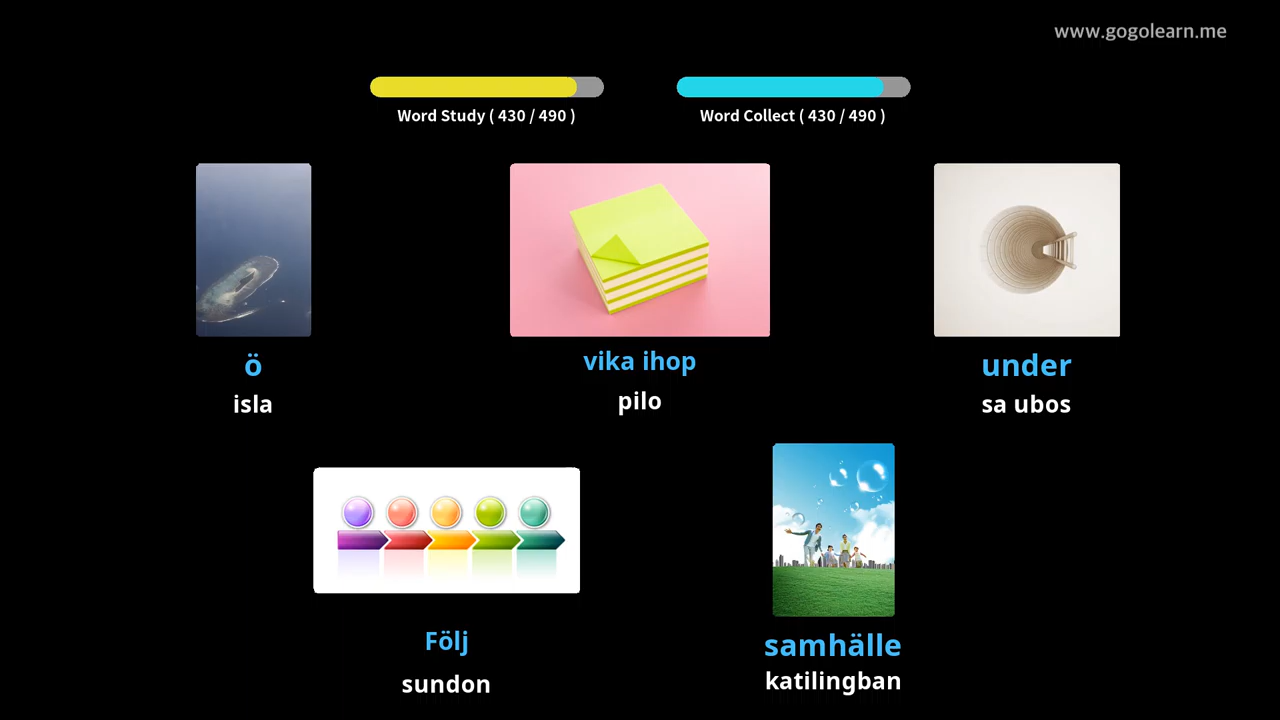 www.gogolearn.me
Word Study ( 430 / 490 )
Word Collect ( 430 / 490 )
ö
isla
vika ihop
pilo
under
sa ubos
Följ
sundon
samhälle
katilingban